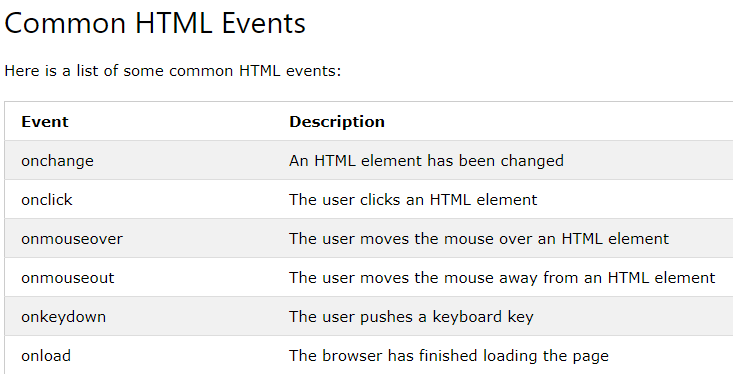 Common HTML Events
Here is a list of some common HTML events:
Event Description
onchange An HTML element has been changed
onclick The user clicks an HTML element
onmouseover The user moves the mouse over an HTML element
onmouseout The user moves the mouse away from an HTML element
onkeydown The user pushes a keyboard key
onload The browser has finished loading the page